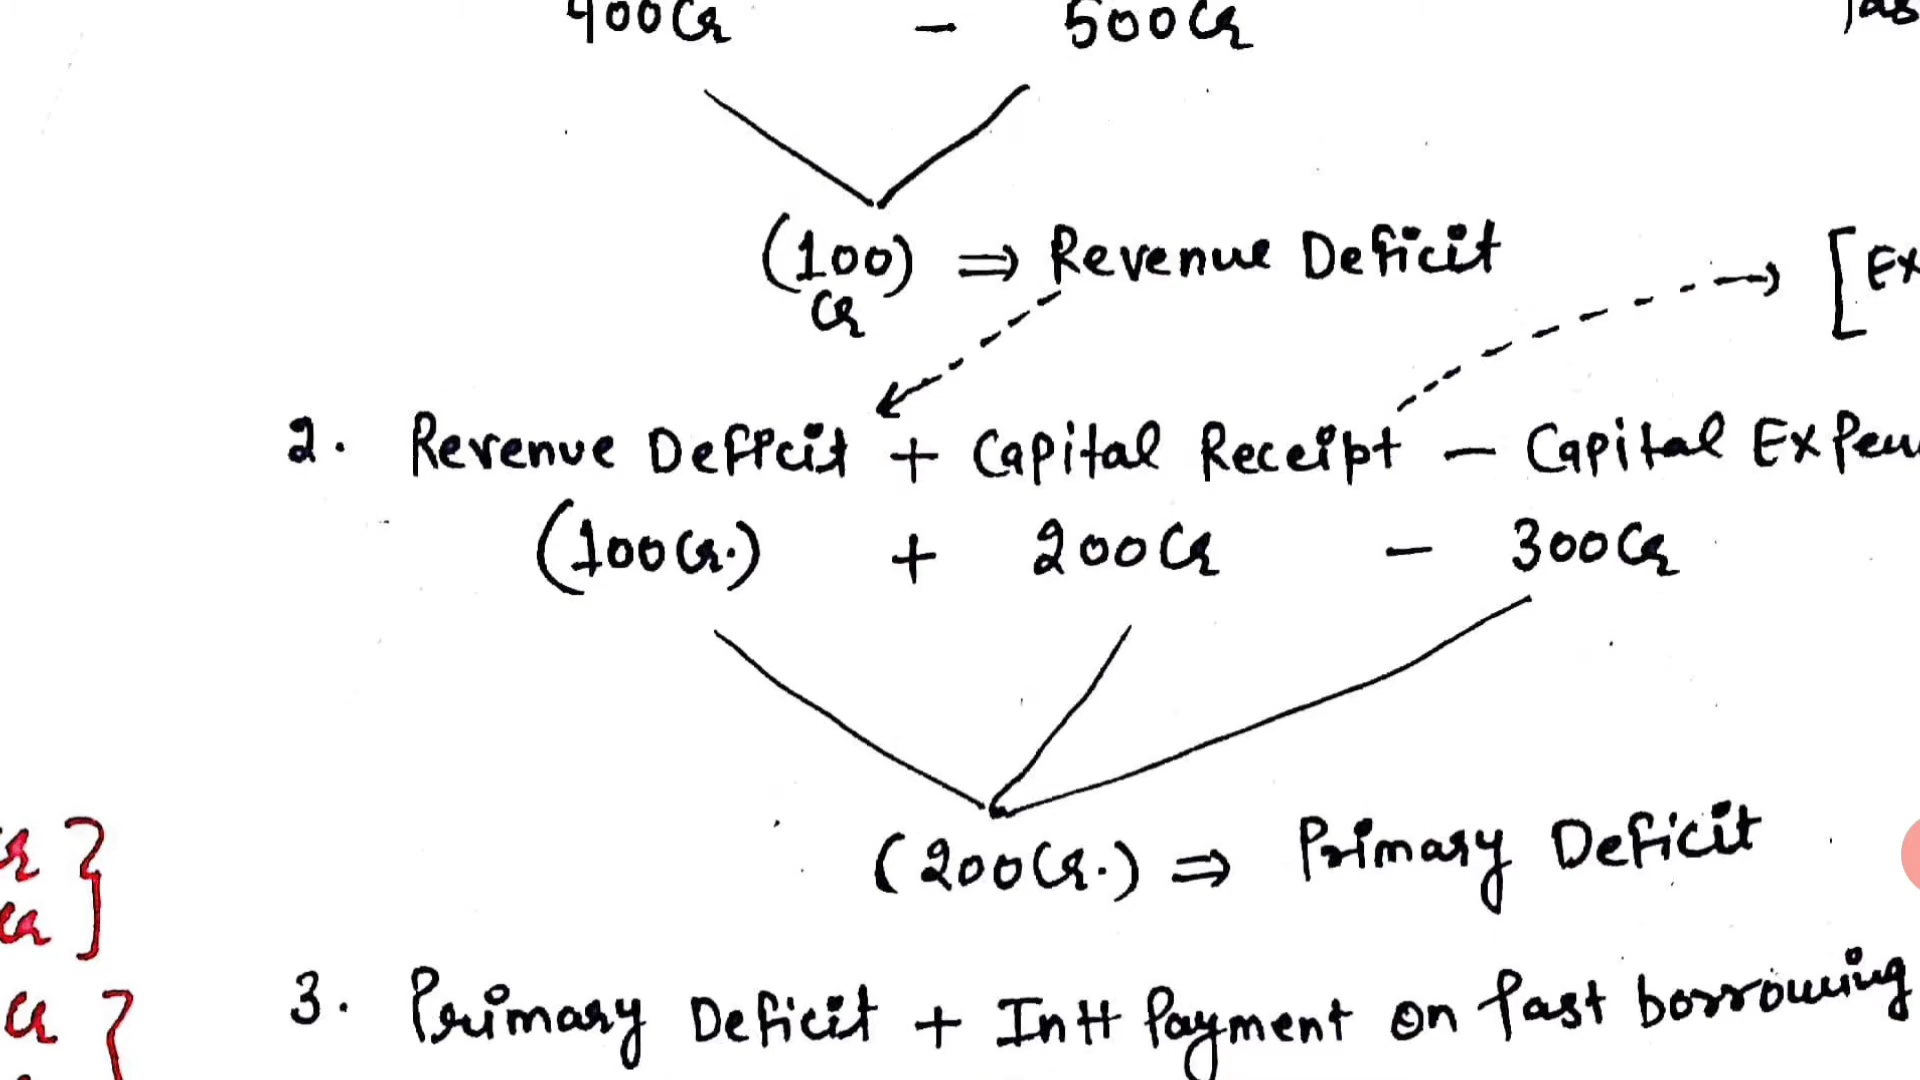 400Cr - 500Cr
(100) ⇒ Revenue Deficit
Cr
2. Revenue Deficit + Capital Receipt - Capital Expen
(100Cr.) + 200Cr - 300Cr
(200Cr.) ⇒ Primary Deficit
3. Primary Deficit + Intt Payment on Past borrowing